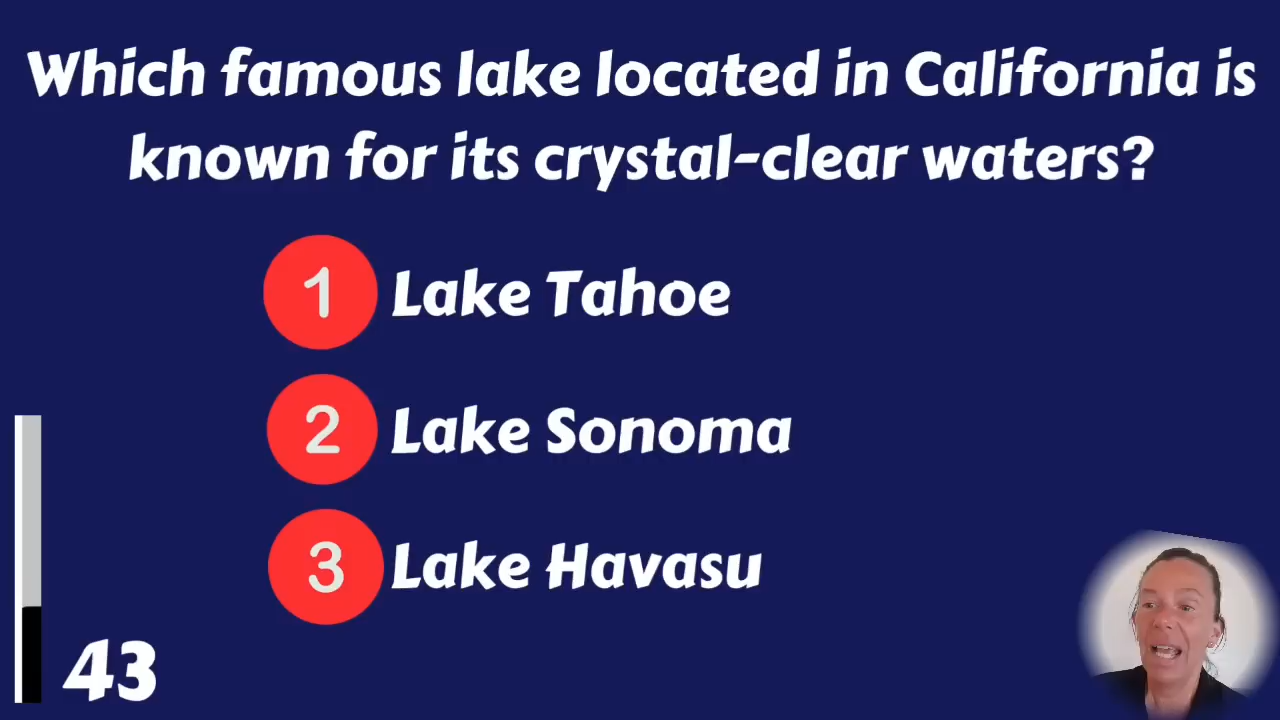 Which famous lake located in California is
known for its crystal-clear waters?
1 Lake Tahoe
2 Lake Sonoma
3 Lake Havasu
43